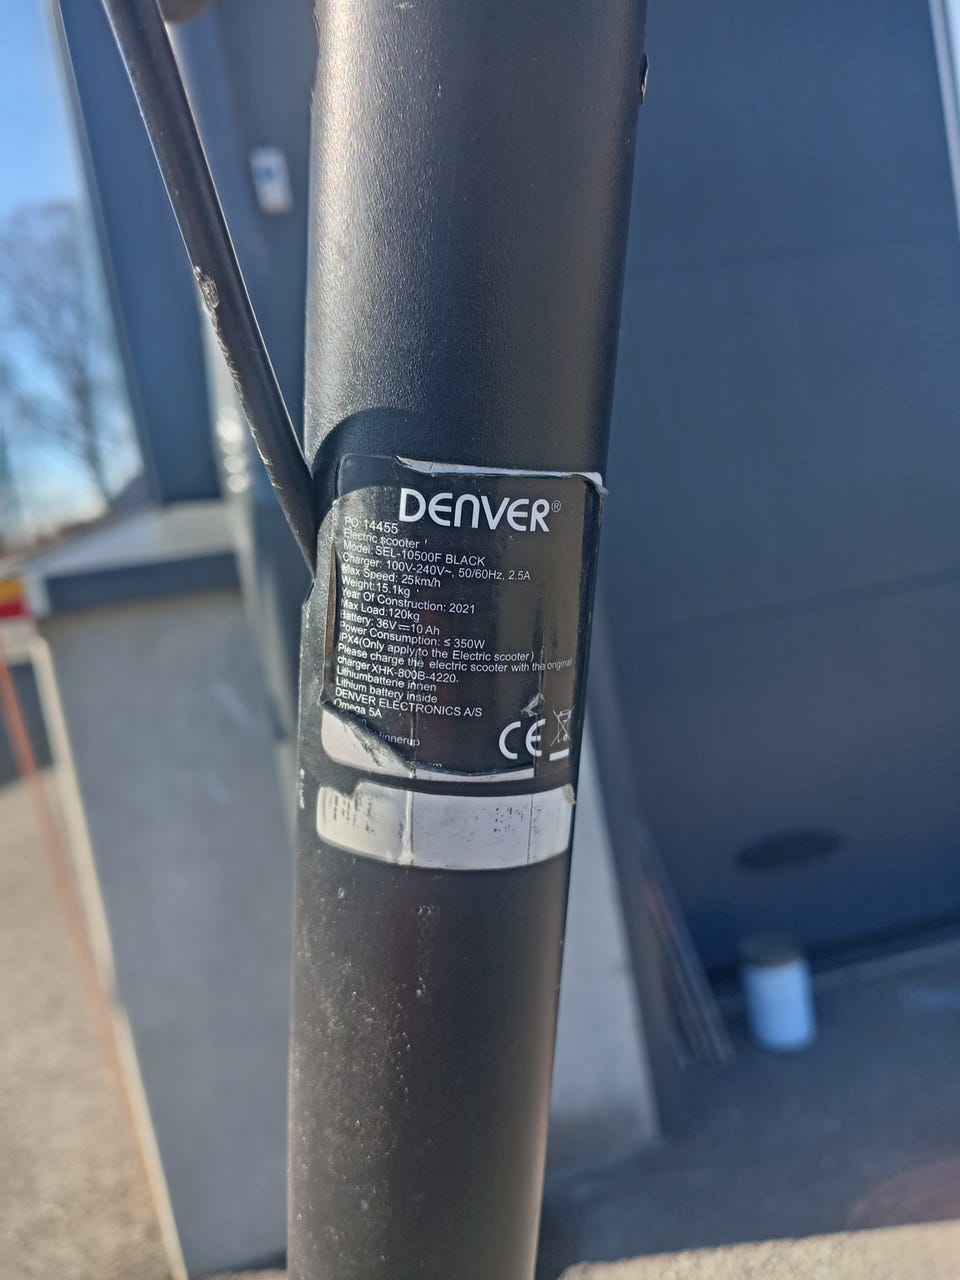 DENVER®
PO 14455
Electric scooter
Model: SEL-10500F BLACK
Charger: 100V-240V~, 50/60Hz, 2.5A
Max Speed: 25km/h
Weight: 15.1kg
Year Of Construction: 2021
Max Load:120kg
Battery: 36V⎓10 Ah
Power Consumption: ≤ 350W
IPX4(Only apply to the Electric scooter)
Please charge the electric scooter with the original
charger XHK-800B-4220.
Lithiumbatterie innen
Lithium battery inside
DENVER ELECTRONICS A/S
Omega 5A
CE